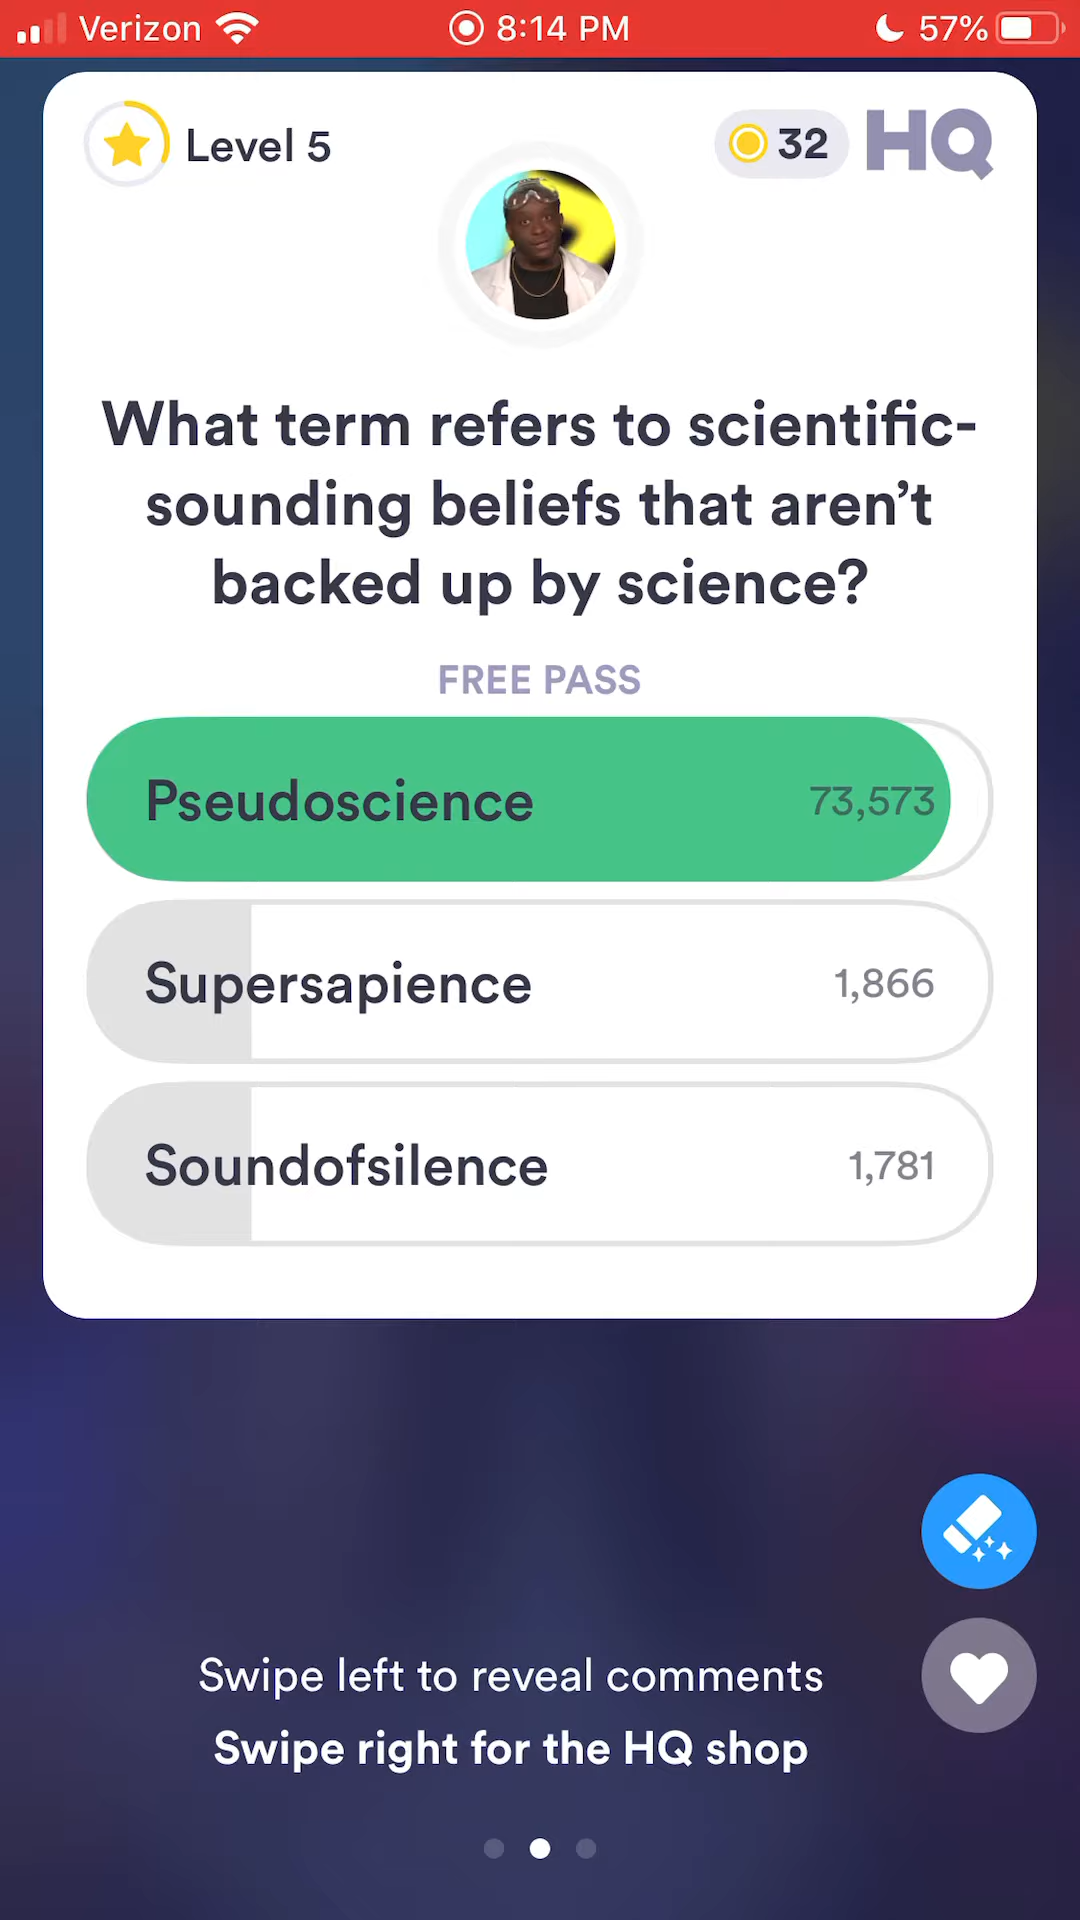 Verizon 8:14 PM 57%
Level 5 32 HQ
What term refers to scientific-
sounding beliefs that aren’t
backed up by science?
FREE PASS
Pseudoscience 73,573
Supersapience 1,866
Soundofsilence 1,781
Swipe left to reveal comments
Swipe right for the HQ shop